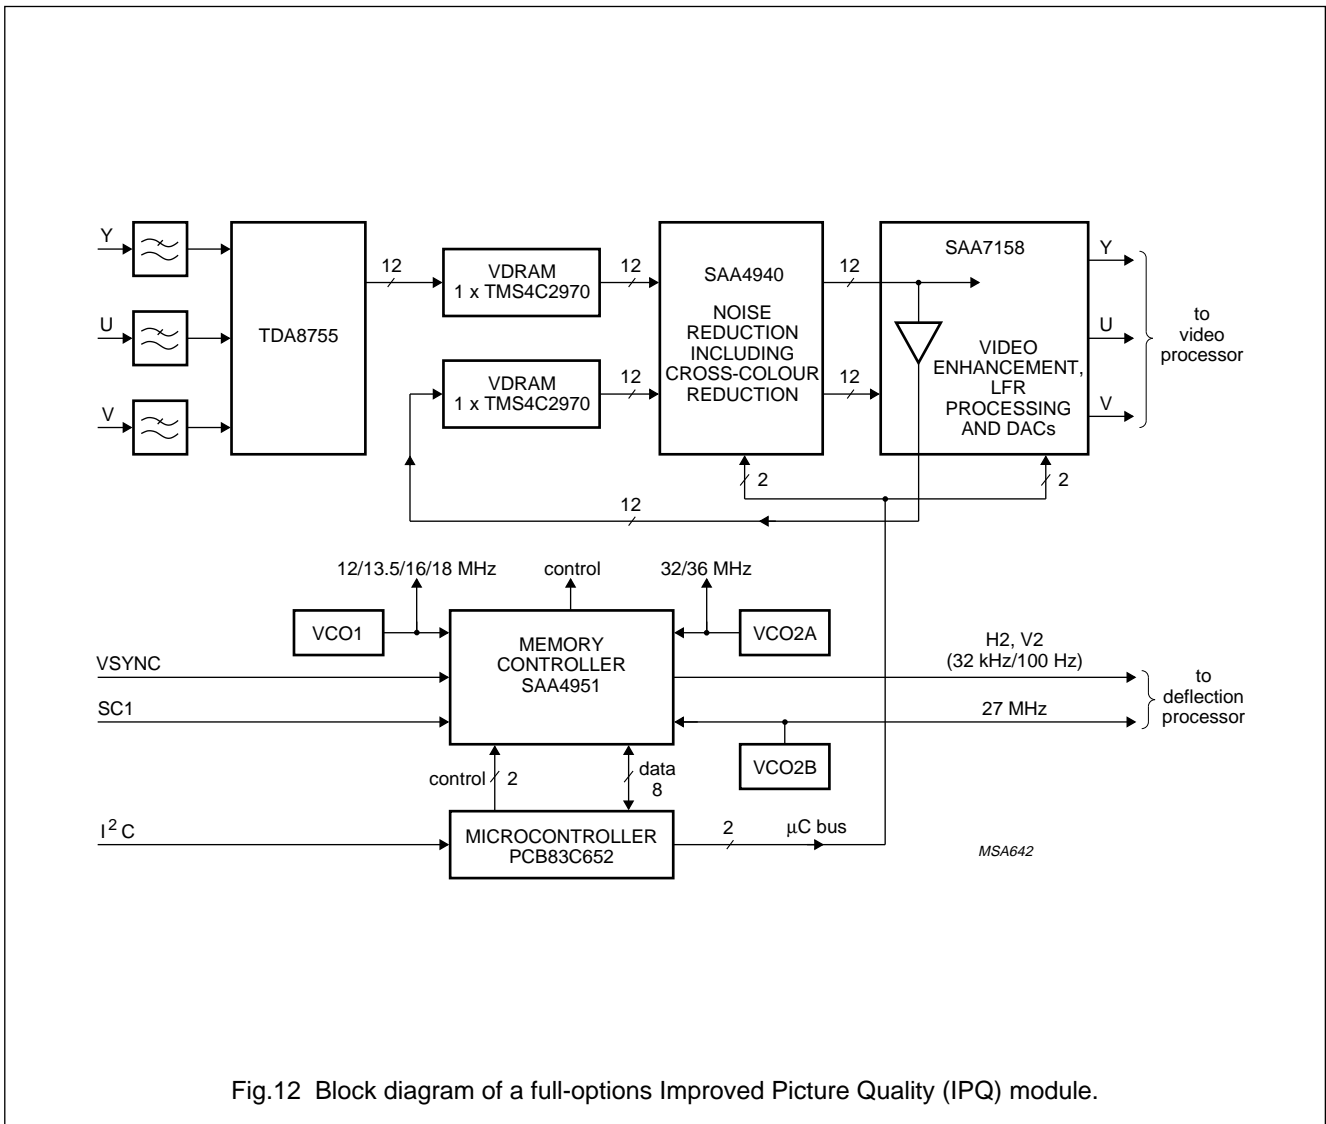 Y
U
V
TDA8755
12
VDRAM
1 x TMS4C2970
12
VDRAM
1 x TMS4C2970
12
SAA4940
NOISE
REDUCTION
INCLUDING
CROSS-COLOUR
REDUCTION
12
12
SAA7158
VIDEO
ENHANCEMENT,
LFR
PROCESSING
AND DACs
Y
U
V
to
video
processor
2
2
12
12/13.5/16/18 MHz
control
32/36 MHz
VCO1
MEMORY
CONTROLLER
SAA4951
VCO2A
VSYNC
SC1
H2, V2
(32 kHz/100 Hz)
27 MHz
to
deflection
processor
VCO2B
control
2
data
8
I²C
MICROCONTROLLER
PCB83C652
2
µC bus
MSA642
Fig.12 Block diagram of a full-options Improved Picture Quality (IPQ) module.